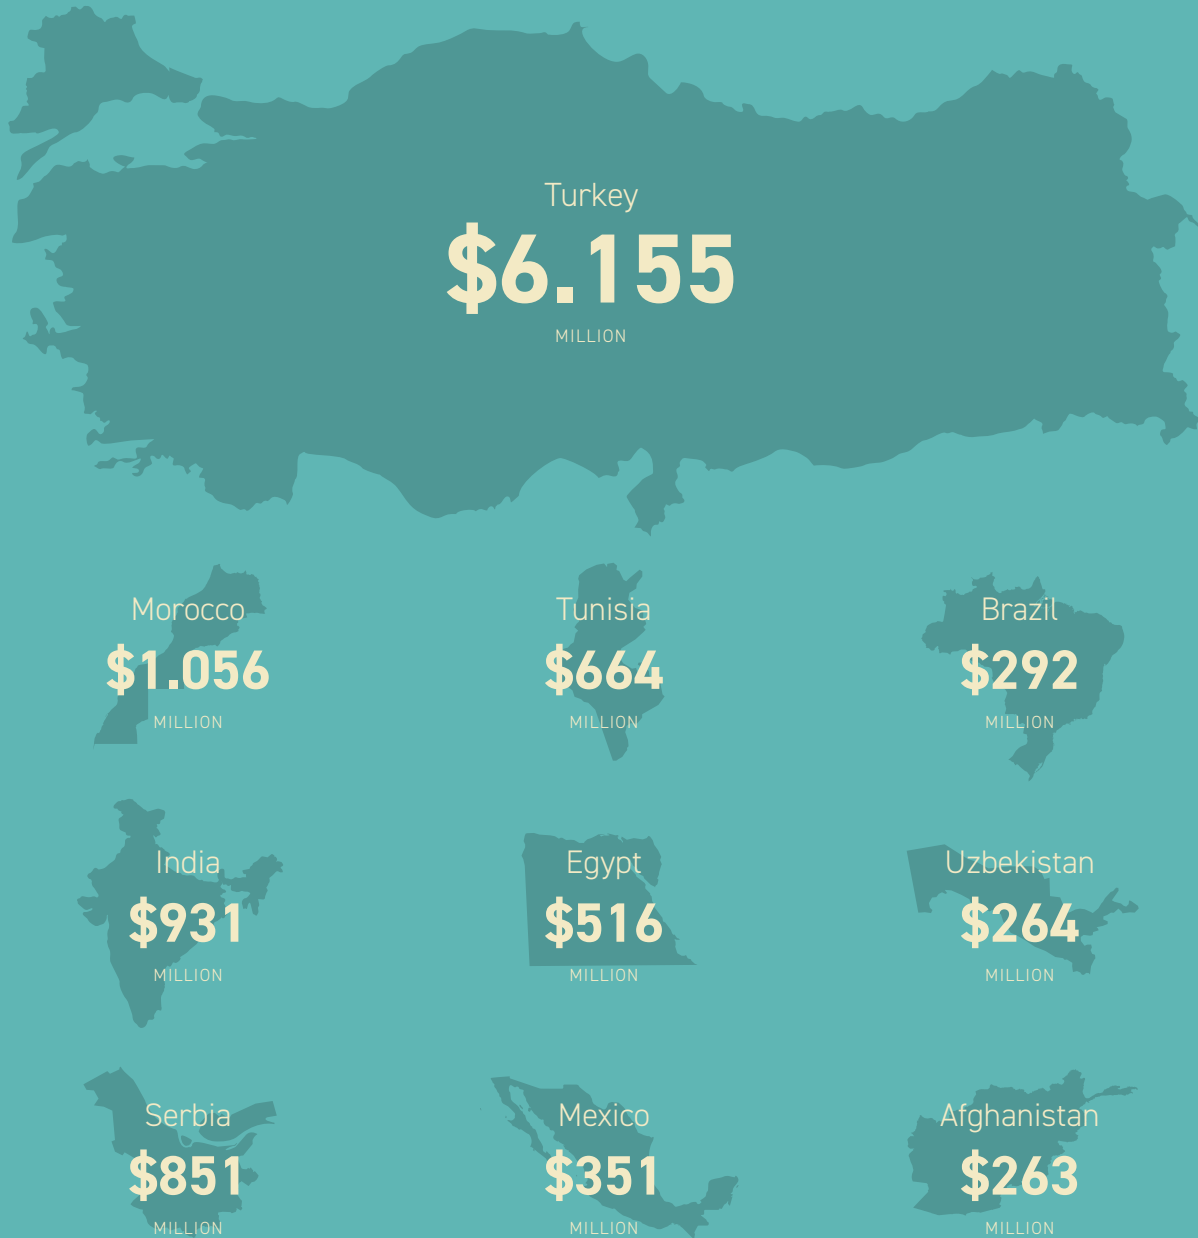 Turkey
$6.155
MILLION
Morocco
$1.056
MILLION
Tunisia
$664
MILLION
Brazil
$292
MILLION
India
$931
MILLION
Egypt
$516
MILLION
Uzbekistan
$264
MILLION
Serbia
$851
MILLION
Mexico
$351
MILLION
Afghanistan
$263
MILLION